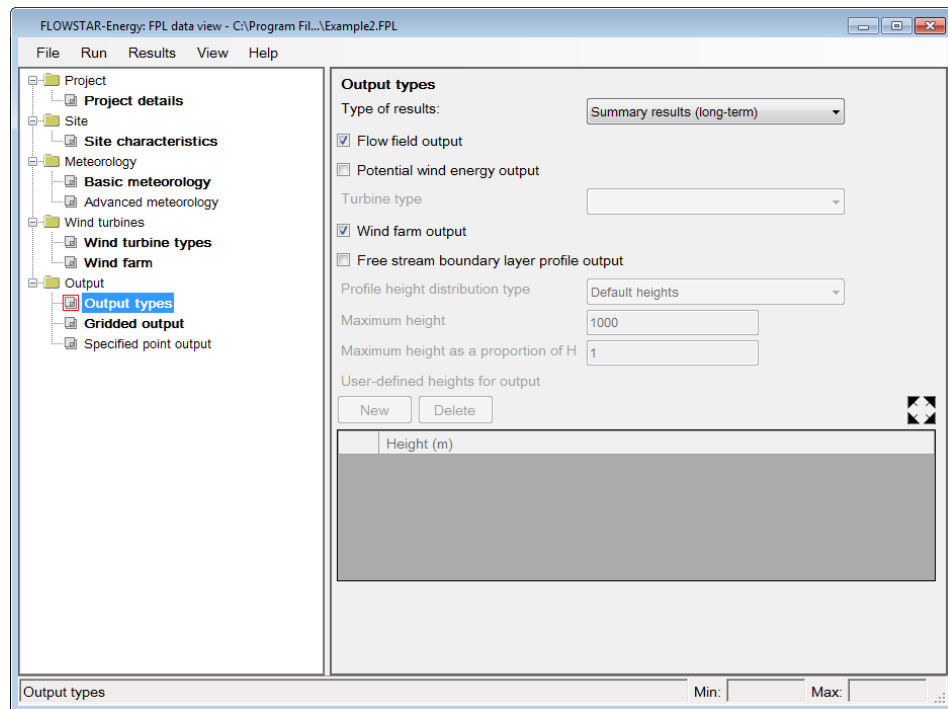 FLOWSTAR-Energy: FPL data view - C:\Program Fil...\Example2.FPL
File Run Results View Help
Project
Project details
Site
Site characteristics
Meteorology
Basic meteorology
Advanced meteorology
Wind turbines
Wind turbine types
Wind farm
Output
Output types
Gridded output
Specified point output
Output types
Type of results: Summary results (long-term)
Flow field output
Potential wind energy output
Turbine type
Wind farm output
Free stream boundary layer profile output
Profile height distribution type Default heights
Maximum height 1000
Maximum height as a proportion of H 1
User-defined heights for output
New Delete
Height (m)
Output types Min: Max: